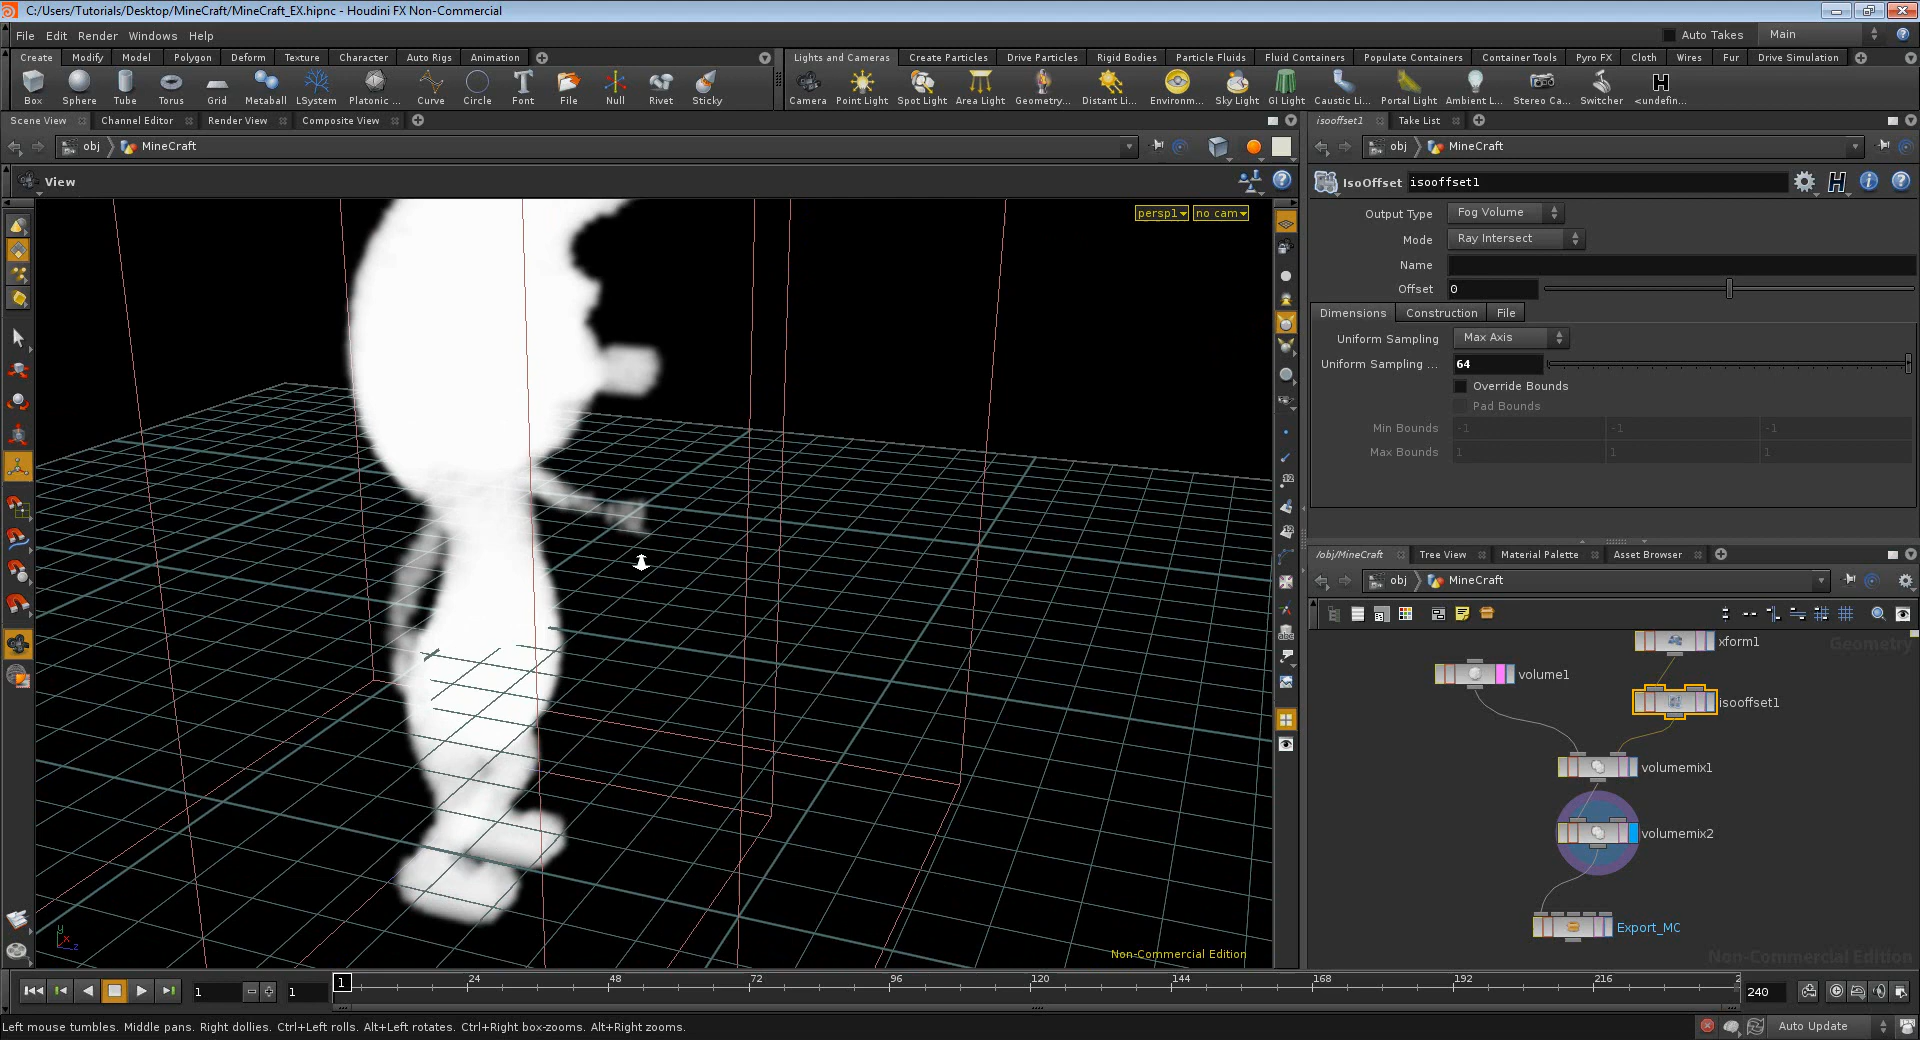 C:/Users/Tutorials/Desktop/MineCraft/MineCraft_EX.hipnc - Houdini FX Non-Commercial
File Edit Render Windows Help
Auto Takes Main
Create Modify Model Polygon Deform Texture Character Auto Rigs Animation
Lights and Cameras Create Particles Drive Particles Rigid Bodies Particle Fluids Fluid Containers Populate Containers Container Tools Pyro FX Cloth Wires Fur Drive Simulation
Box Sphere Tube Torus Grid Metaball LSystem Platonic ... Curve Circle Font File Null Rivet Sticky
Camera Point Light Spot Light Area Light Geometry... Distant Li... Environm... Sky Light GI Light Caustic Li... Portal Light Ambient L... Stereo Ca... Switcher <undefin...
Scene View Channel Editor Render View Composite View
isooffset1 Take List
obj MineCraft
obj MineCraft
View
IsoOffset isooffset1
persp1 no cam
Output Type Fog Volume
Mode Ray Intersect
Name
Offset 0
Dimensions Construction File
Uniform Sampling Max Axis
Uniform Sampling ... 64
Override Bounds
Pad Bounds
Min Bounds -1 -1 -1
Max Bounds 1 1 1
/obj/MineCraft Tree View Material Palette Asset Browser
obj MineCraft
Geometry
xform1
volume1
isooffset1
volumemix1
volumemix2
Export_MC
Non-Commercial Edition
Non-Commercial Edition
1 1 1 24 48 72 96 120 144 168 192 216 2 240
Left mouse tumbles. Middle pans. Right dollies. Ctrl+Left rolls. Alt+Left rotates. Ctrl+Right box-zooms. Alt+Right zooms.
Auto Update